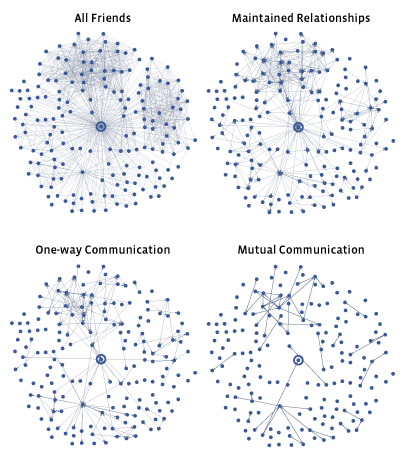 All Friends
Maintained Relationships
One-way Communication
Mutual Communication